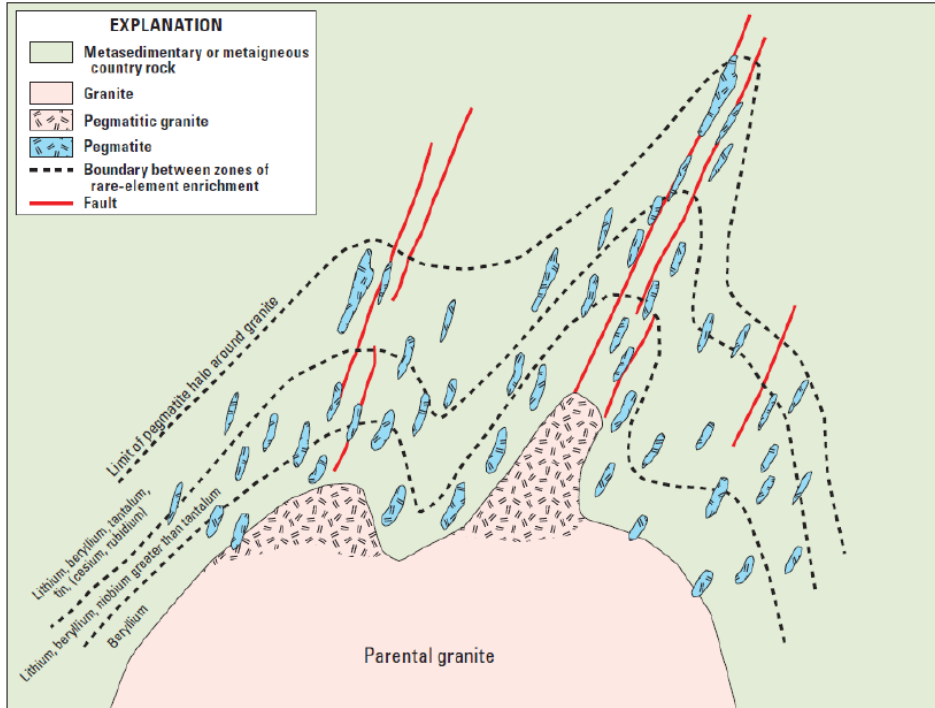 EXPLANATION
Metasedimentary or metaigneous
country rock
Granite
Pegmatitic granite
Pegmatite
Boundary between zones of
rare-element enrichment
Fault
Limit of pegmatite halo around granite
Lithium, beryllium, tantalum,
tin, (cesium, rubidium)
Lithium, beryllium, niobium greater than tantalum
Beryllium
Parental granite